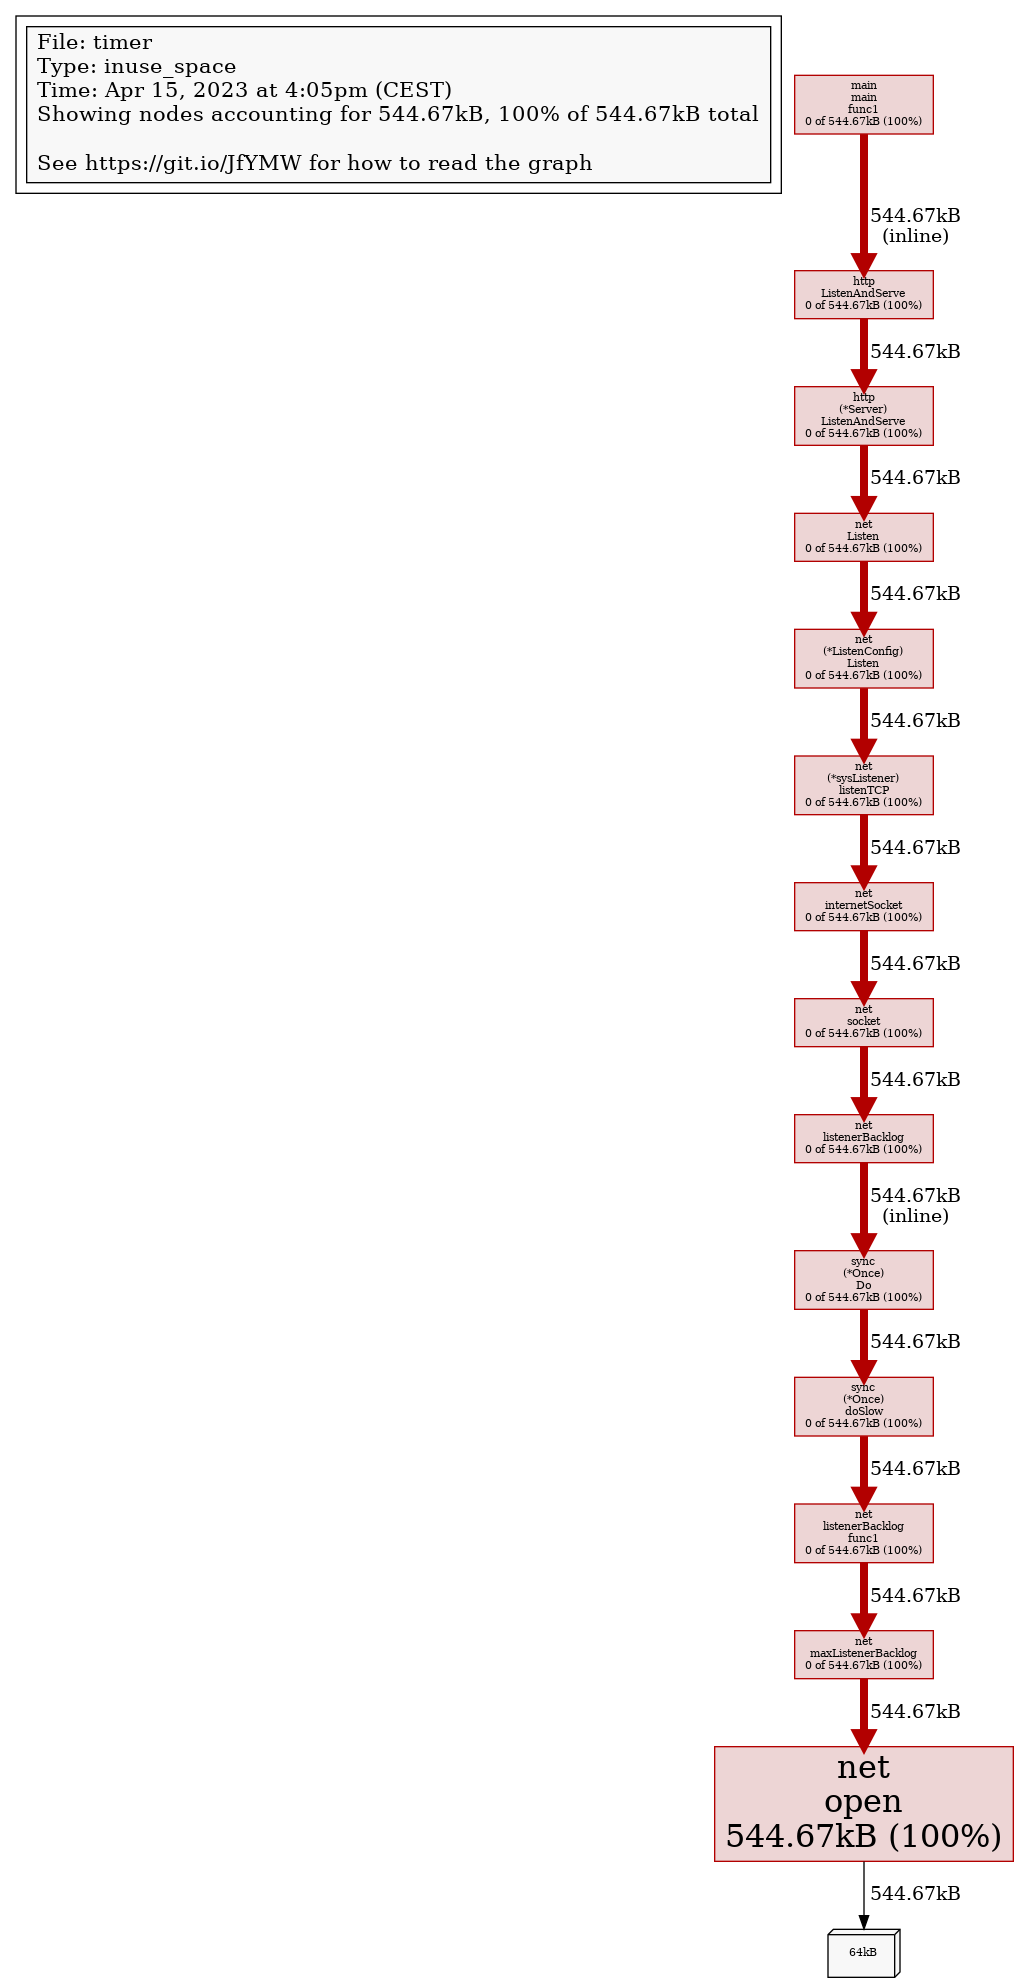 File: timer
Type: inuse_space
Time: Apr 15, 2023 at 4:05pm (CEST)
Showing nodes accounting for 544.67kB, 100% of 544.67kB total
See https://git.io/JfYMW for how to read the graph
main
main
func1
0 of 544.67kB (100%)
544.67kB
(inline)
http
ListenAndServe
0 of 544.67kB (100%)
544.67kB
http
(*Server)
ListenAndServe
0 of 544.67kB (100%)
544.67kB
net
Listen
0 of 544.67kB (100%)
544.67kB
net
(*ListenConfig)
Listen
0 of 544.67kB (100%)
544.67kB
net
(*sysListener)
listenTCP
0 of 544.67kB (100%)
544.67kB
net
internetSocket
0 of 544.67kB (100%)
544.67kB
net
socket
0 of 544.67kB (100%)
544.67kB
net
listenerBacklog
0 of 544.67kB (100%)
544.67kB
(inline)
sync
(*Once)
Do
0 of 544.67kB (100%)
544.67kB
sync
(*Once)
doSlow
0 of 544.67kB (100%)
544.67kB
net
listenerBacklog
func1
0 of 544.67kB (100%)
544.67kB
net
maxListenerBacklog
0 of 544.67kB (100%)
544.67kB
net
open
544.67kB (100%)
544.67kB
64kB